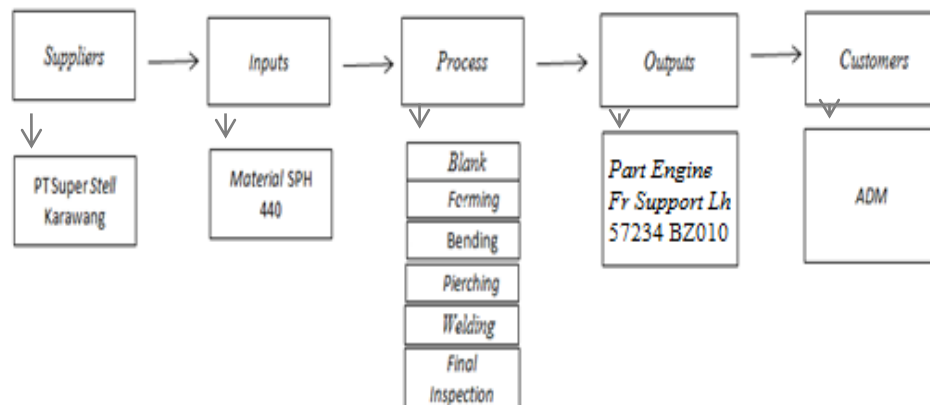 Suppliers
Inputs
Process
Outputs
Customers
PT Super Stell
Karawang
Material SPH
440
Blank
Forming
Bending
Pierching
Welding
Final
Inspection
Part Engine
Fr Support Lh
57234 BZ010
ADM